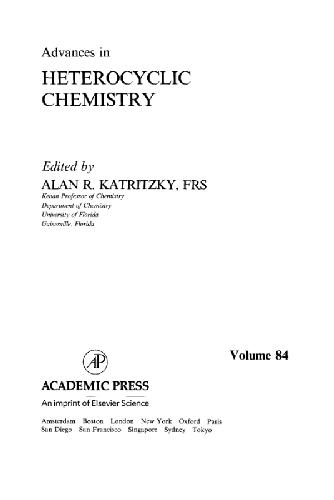 Advances in
HETEROCYCLIC
CHEMISTRY
Edited by
ALAN R. KATRITZKY, FRS
Kenan Professor of Chemistry
Department of Chemistry
University of Florida
Gainesville, Florida
Volume 84
AP
ACADEMIC PRESS
An imprint of Elsevier Science
Amsterdam Boston London New York Oxford Paris
San Diego San Francisco Singapore Sydney Tokyo